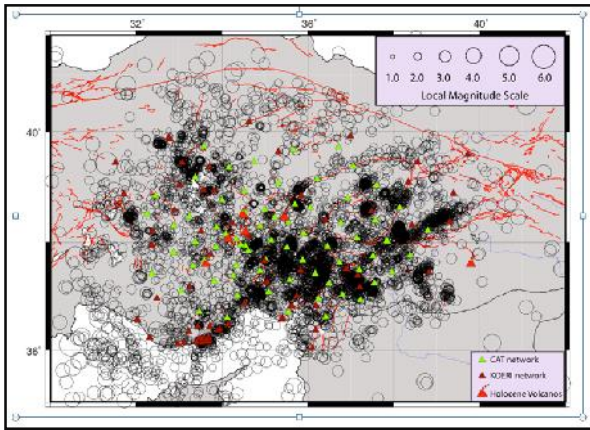 32˚ 36˚ 40˚
1.0 2.0 3.0 4.0 5.0 6.0
Local Magnitude Scale
40˚
36˚
CAT network
KOERI network
Holocene Volcanos